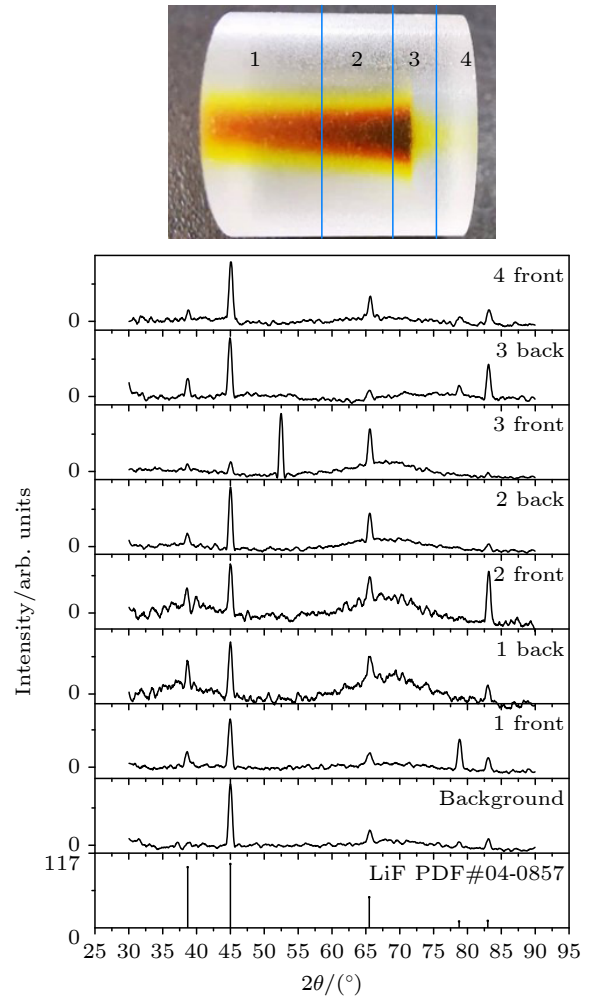 1 2 3 4
4 front
0
3 back
0
3 front
0
2 back
0
2 front
0
1 back
0
1 front
0
Background
0
117
LiF PDF#04-0857
0
25 30 35 40 45 50 55 60 65 70 75 80 85 90 95
2θ/(°)
Intensity/arb. units